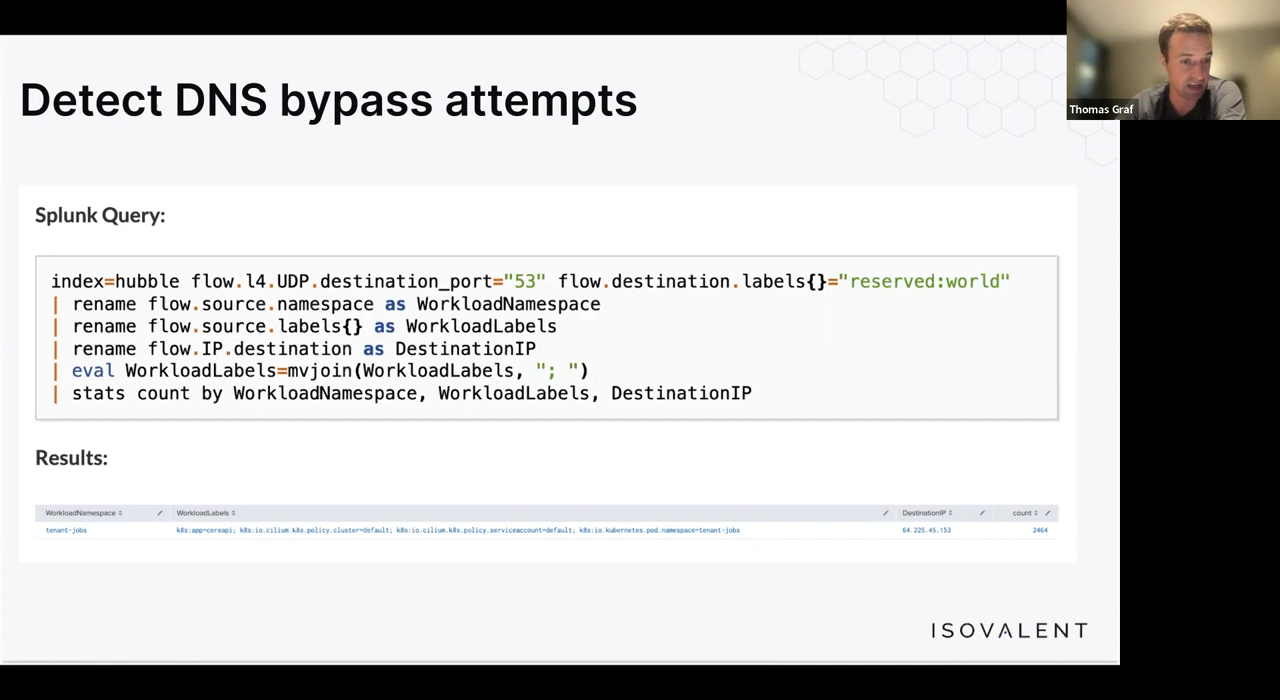 Detect DNS bypass attempts
Thomas Graf
Splunk Query:
index=hubble flow.l4.UDP.destination_port="53" flow.destination.labels{}="reserved:world"
| rename flow.source.namespace as WorkloadNamespace
| rename flow.source.labels{} as WorkloadLabels
| rename flow.IP.destination as DestinationIP
| eval WorkloadLabels=mvjoin(WorkloadLabels, "; ")
| stats count by WorkloadNamespace, WorkloadLabels, DestinationIP
Results:
WorkloadNamespace WorkloadLabels DestinationIP count
tenant-jobs k8s:app=coreapi; k8s:io.cilium.k8s.policy.cluster=default; k8s:io.cilium.k8s.policy.serviceaccount=default; k8s:io.kubernetes.pod.namespace=tenant-jobs 64.225.45.153 2464
ISOVALENT